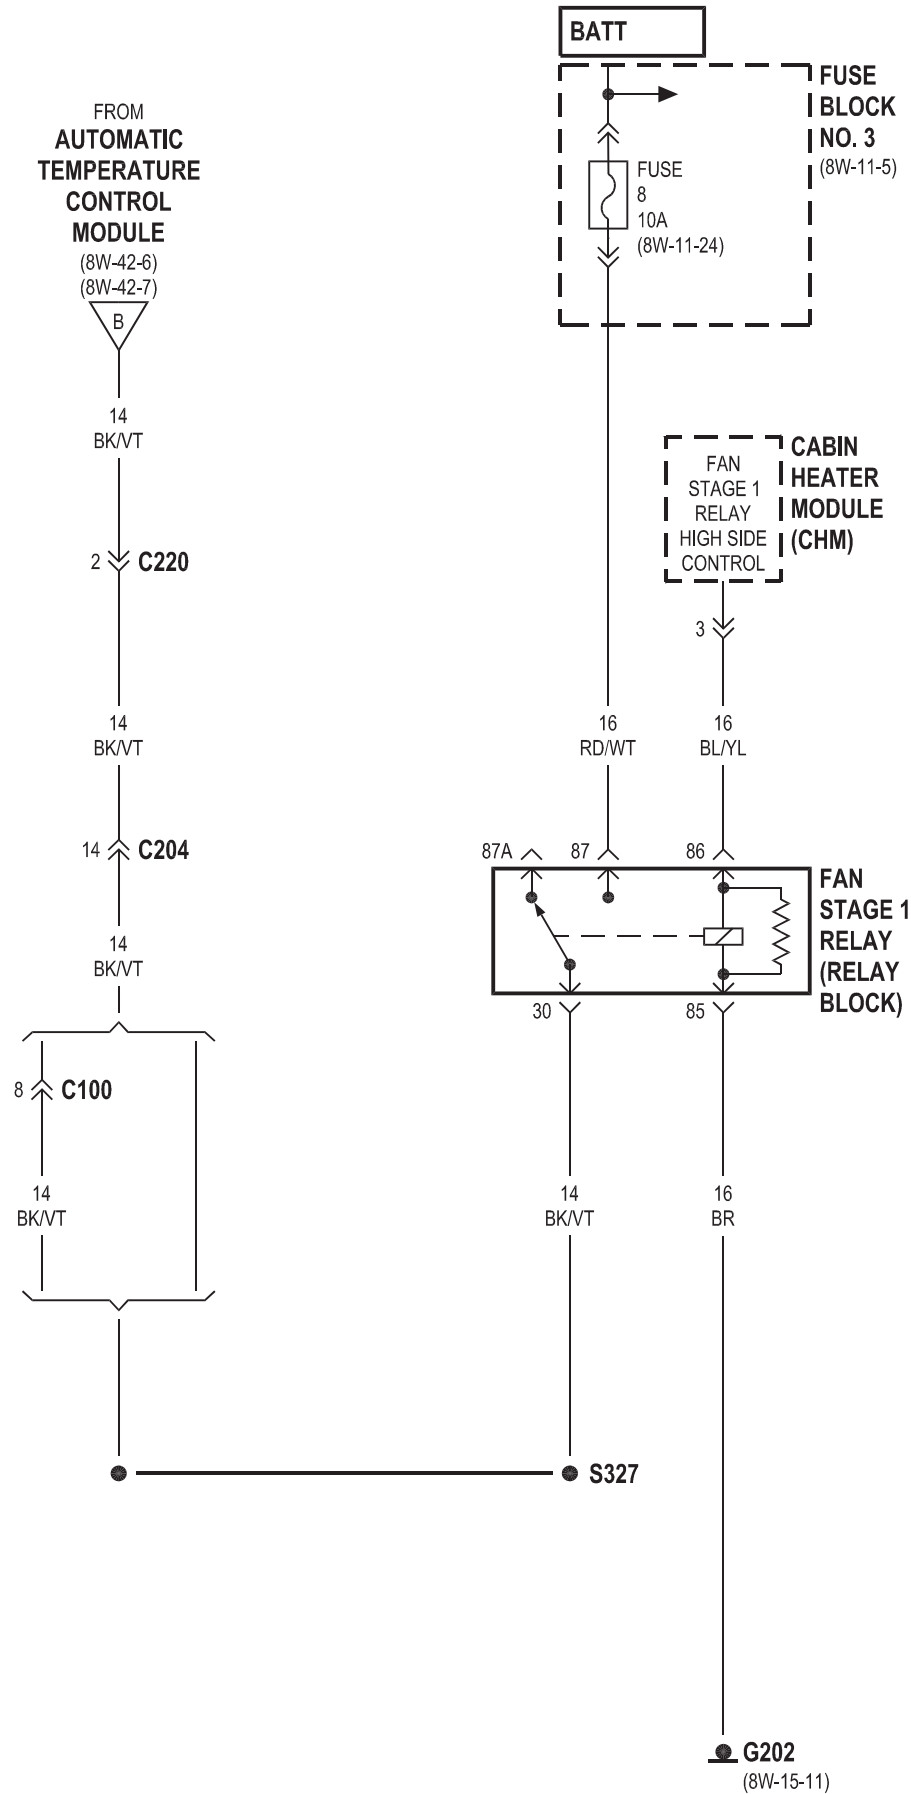 BATT
FUSE
BLOCK
NO. 3
(8W-11-5)
FUSE
8
10A
(8W-11-24)
FROM
AUTOMATIC
TEMPERATURE
CONTROL
MODULE
(8W-42-6)
(8W-42-7)
B
14
BK/VT
2
C220
14
BK/VT
14
C204
14
BK/VT
8
C100
14
BK/VT
FAN
STAGE 1
RELAY
HIGH SIDE
CONTROL
CABIN
HEATER
MODULE
(CHM)
3
16
RD/WT
16
BL/YL
87A
87
86
FAN
STAGE 1
RELAY
(RELAY
BLOCK)
30
85
14
BK/VT
16
BR
S327
G202
(8W-15-11)